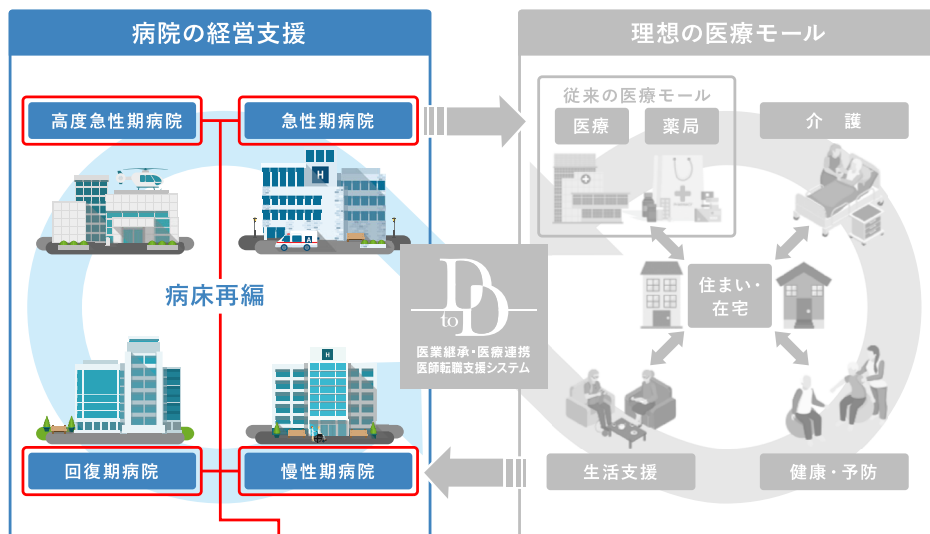 病院の経営支援
高度急性期病院
急性期病院
H
病床再編
H
回復期病院
慢性期病院
DtoD
医業継承・医療連携
医師転職支援システム
理想の医療モール
従来の医療モール
医療
薬局
介護
住まい・
在宅
生活支援
健康・予防